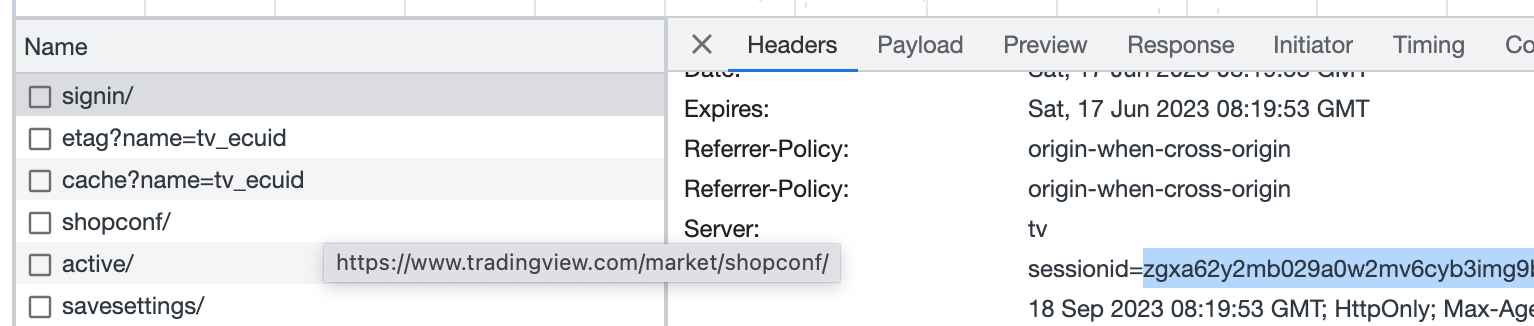 Name
Headers Payload Preview Response Initiator Timing
Date: Sat, 17 Jun 2023 08:19:53 GMT
signin/
Expires: Sat, 17 Jun 2023 08:19:53 GMT
etag?name=tv_ecuid
Referrer-Policy: origin-when-cross-origin
cache?name=tv_ecuid
Referrer-Policy: origin-when-cross-origin
shopconf/
Server: tv
active/
https://www.tradingview.com/market/shopconf/
sessionid=zgxa62y2mb029a0w2mv6cyb3img9
savesettings/
18 Sep 2023 08:19:53 GMT; HttpOnly; Max-Age